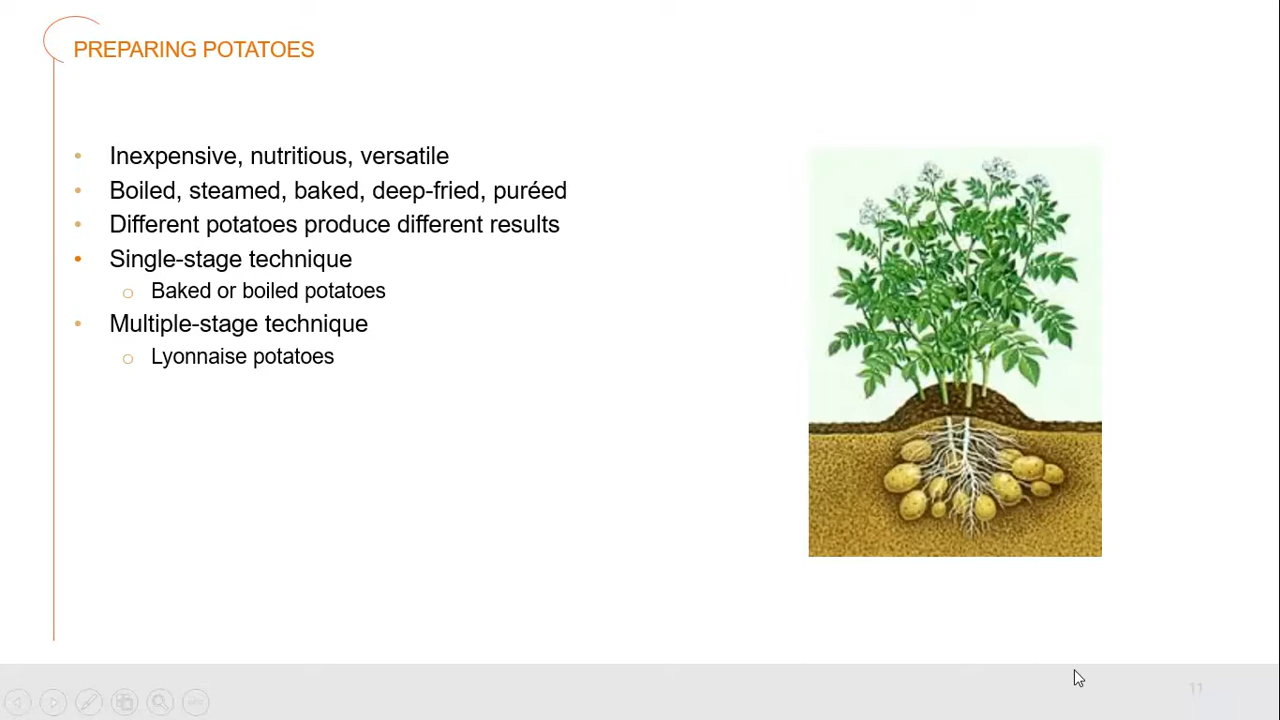 PREPARING POTATOES
• Inexpensive, nutritious, versatile
• Boiled, steamed, baked, deep-fried, puréed
• Different potatoes produce different results
• Single-stage technique
○ Baked or boiled potatoes
• Multiple-stage technique
○ Lyonnaise potatoes
11